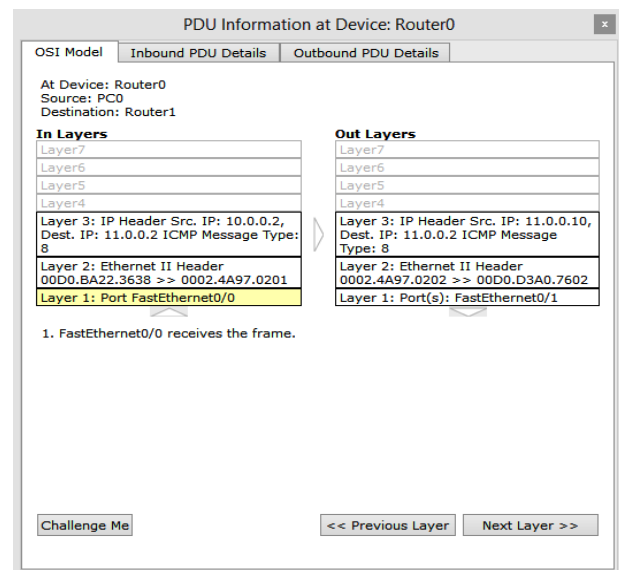 PDU Information at Device: Router0
x
OSI Model Inbound PDU Details Outbound PDU Details
At Device: Router0
Source: PC0
Destination: Router1
In Layers
Layer7
Layer6
Layer5
Layer4
Layer 3: IP Header Src. IP: 10.0.0.2,
Dest. IP: 11.0.0.2 ICMP Message Type:
8
Layer 2: Ethernet II Header
00D0.BA22.3638 >> 0002.4A97.0201
Layer 1: Port FastEthernet0/0
Out Layers
Layer7
Layer6
Layer5
Layer4
Layer 3: IP Header Src. IP: 11.0.0.10,
Dest. IP: 11.0.0.2 ICMP Message
Type: 8
Layer 2: Ethernet II Header
0002.4A97.0202 >> 00D0.D3A0.7602
Layer 1: Port(s): FastEthernet0/1
1. FastEthernet0/0 receives the frame.
Challenge Me
<< Previous Layer
Next Layer >>